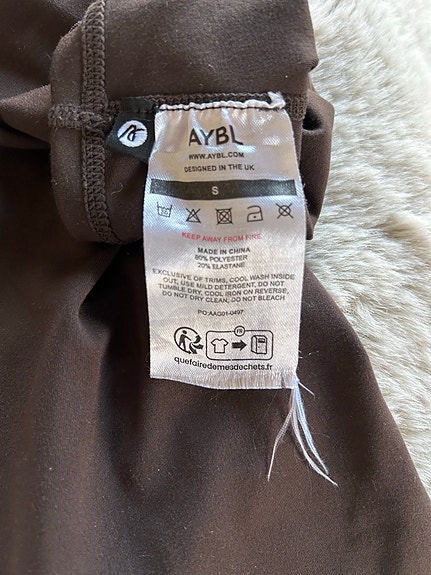 AYBL
WWW.AYBL.COM
DESIGNED IN THE UK
S
KEEP AWAY FROM FIRE
MADE IN CHINA
80% POLYESTER
20% ELASTANE
EXCLUSIVE OF TRIMS, COOL WASH INSIDE
OUT, USE MILD DETERGENT, DO NOT
TUMBLE DRY, COOL IRON ON REVERSE,
DO NOT DRY CLEAN, DO NOT BLEACH
PO:AAG01-0497
FR
quefairedemesdechets.fr